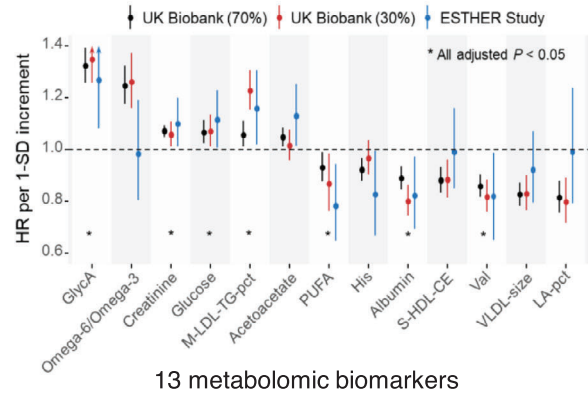 UK Biobank (70%) UK Biobank (30%) ESTHER Study
* All adjusted P < 0.05
HR per 1-SD increment
1.4
1.2
1.0
0.8
0.6
* * * * * * *
GlycA
Omega-6/Omega-3
Creatinine
Glucose
M-LDL-TG-pct
Acetoacetate
PUFA
His
Albumin
S-HDL-CE
Val
VLDL-size
LA-pct
13 metabolomic biomarkers